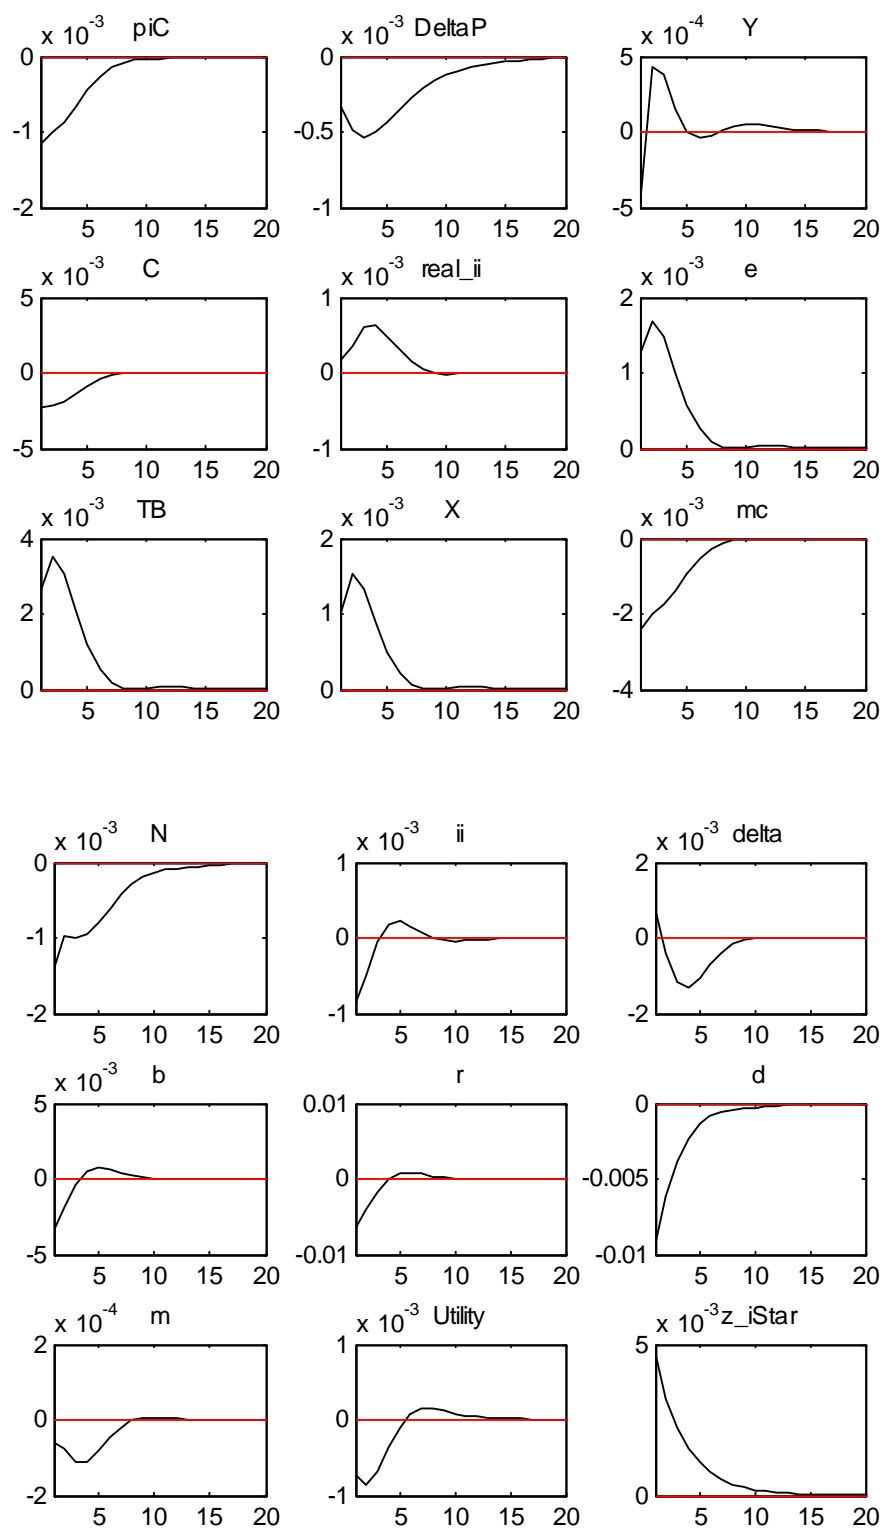 x 10^-3 piC
0
-1
-2
5 10 15 20
x 10^-3 DeltaP
0
-0.5
-1
5 10 15 20
x 10^-4 Y
5
0
-5
5 10 15 20
x 10^-3 C
5
0
-5
5 10 15 20
x 10^-3 real_ii
1
0
-1
5 10 15 20
x 10^-3 e
2
1
0
5 10 15 20
x 10^-3 TB
4
2
0
5 10 15 20
x 10^-3 X
2
1
0
5 10 15 20
x 10^-3 mc
0
-2
-4
5 10 15 20
x 10^-3 N
0
-1
-2
5 10 15 20
x 10^-3 ii
1
0
-1
5 10 15 20
x 10^-3 delta
2
0
-2
5 10 15 20
x 10^-3 b
5
0
-5
5 10 15 20
r
0.01
0
-0.01
5 10 15 20
d
0
-0.005
-0.01
5 10 15 20
x 10^-4 m
2
0
-2
5 10 15 20
x 10^-3 Utility
1
0
-1
5 10 15 20
x 10^-3 z_iStar
5
0
5 10 15 20